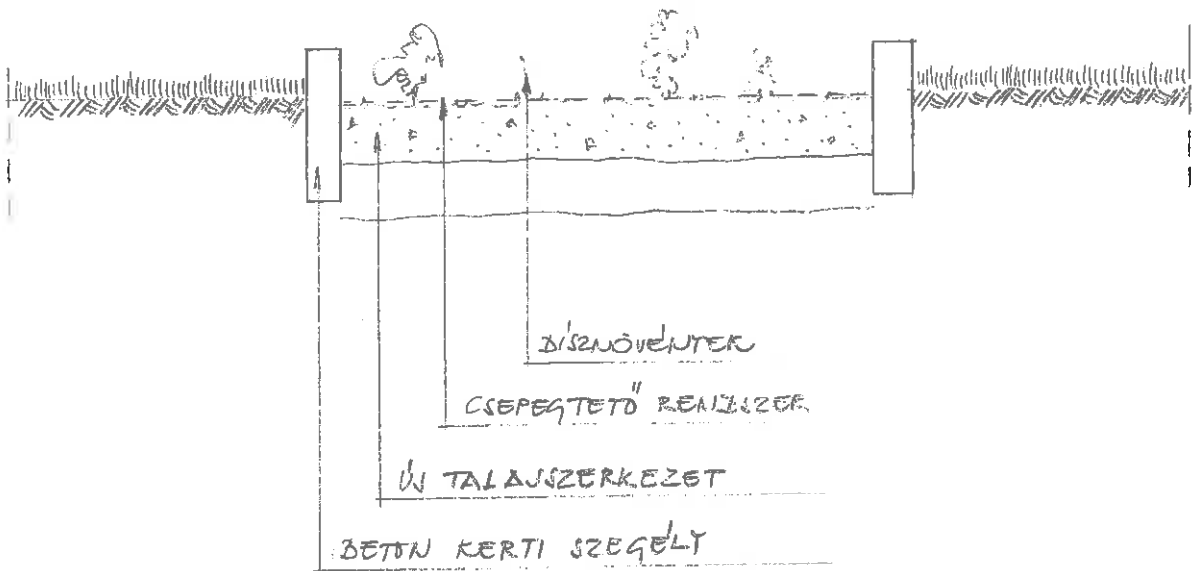 DÍSZNÖVÉNYEK
CSEPEGTETŐ RENDSZER
ÚJ TALAJSZERKEZET
BETON KERTI SZEGÉLY